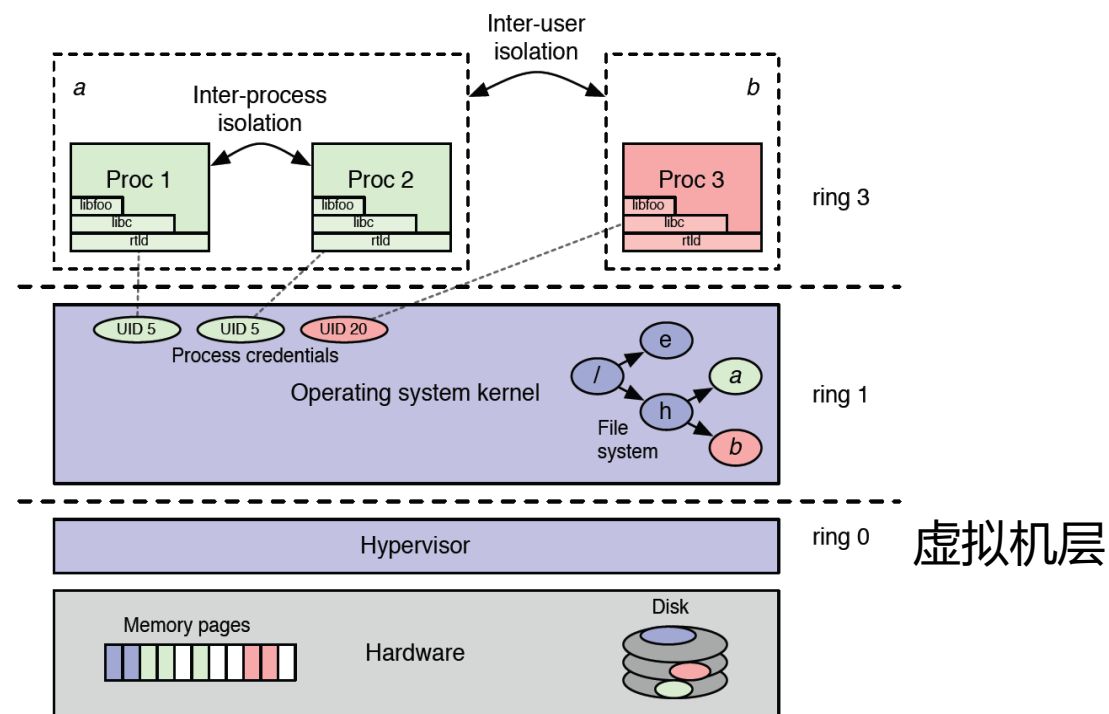 Inter-user
isolation
a
b
Inter-process
isolation
Proc 1
libfoo
libc
rtld
Proc 2
libfoo
libc
rtld
Proc 3
libfoo
libc
rtld
ring 3
UID 5
UID 5
UID 20
Process credentials
Operating system kernel
/
e
h
a
b
File
system
ring 1
Hypervisor
ring 0
虚拟机层
Memory pages
Hardware
Disk